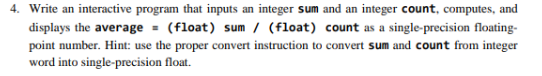 4. Write an interactive program that inputs an integer sum and an integer count, computes, and
displays the average = (float) sum / (float) count as a single-precision floating-
point number. Hint: use the proper convert instruction to convert sum and count from integer
word into single-precision float.